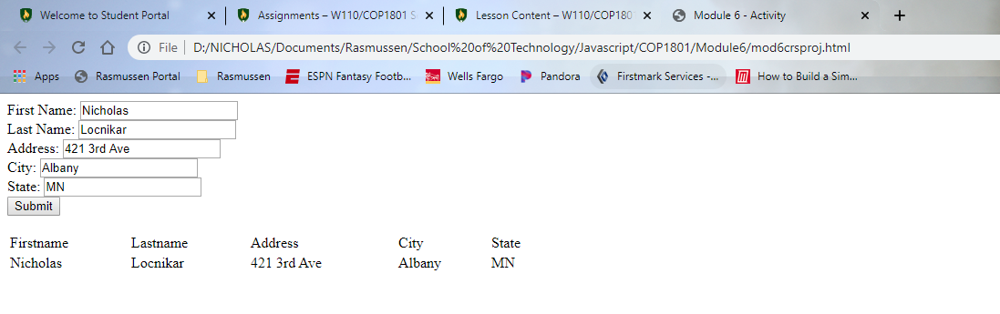 Welcome to Student Portal
Assignments – W110/COP1801 S
Lesson Content – W110/COP180
Module 6 - Activity
File
D:/NICHOLAS/Documents/Rasmussen/School%20of%20Technology/Javascript/COP1801/Module6/mod6crsproj.html
Apps
Rasmussen Portal
Rasmussen
ESPN Fantasy Footb...
Wells Fargo
Pandora
Firstmark Services -...
How to Build a Sim...
First Name: Nicholas
Last Name: Locnikar
Address: 421 3rd Ave
City: Albany
State: MN
Submit
Firstname Lastname Address City State
Nicholas Locnikar 421 3rd Ave Albany MN